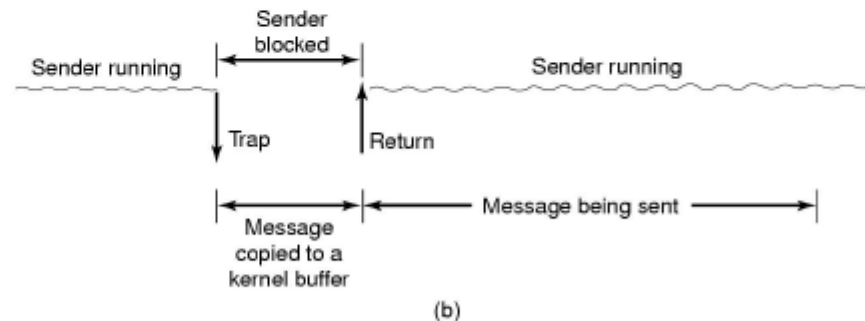 Sender
blocked
Sender running
Sender running
Trap
Return
Message
copied to a
kernel buffer
Message being sent
(b)